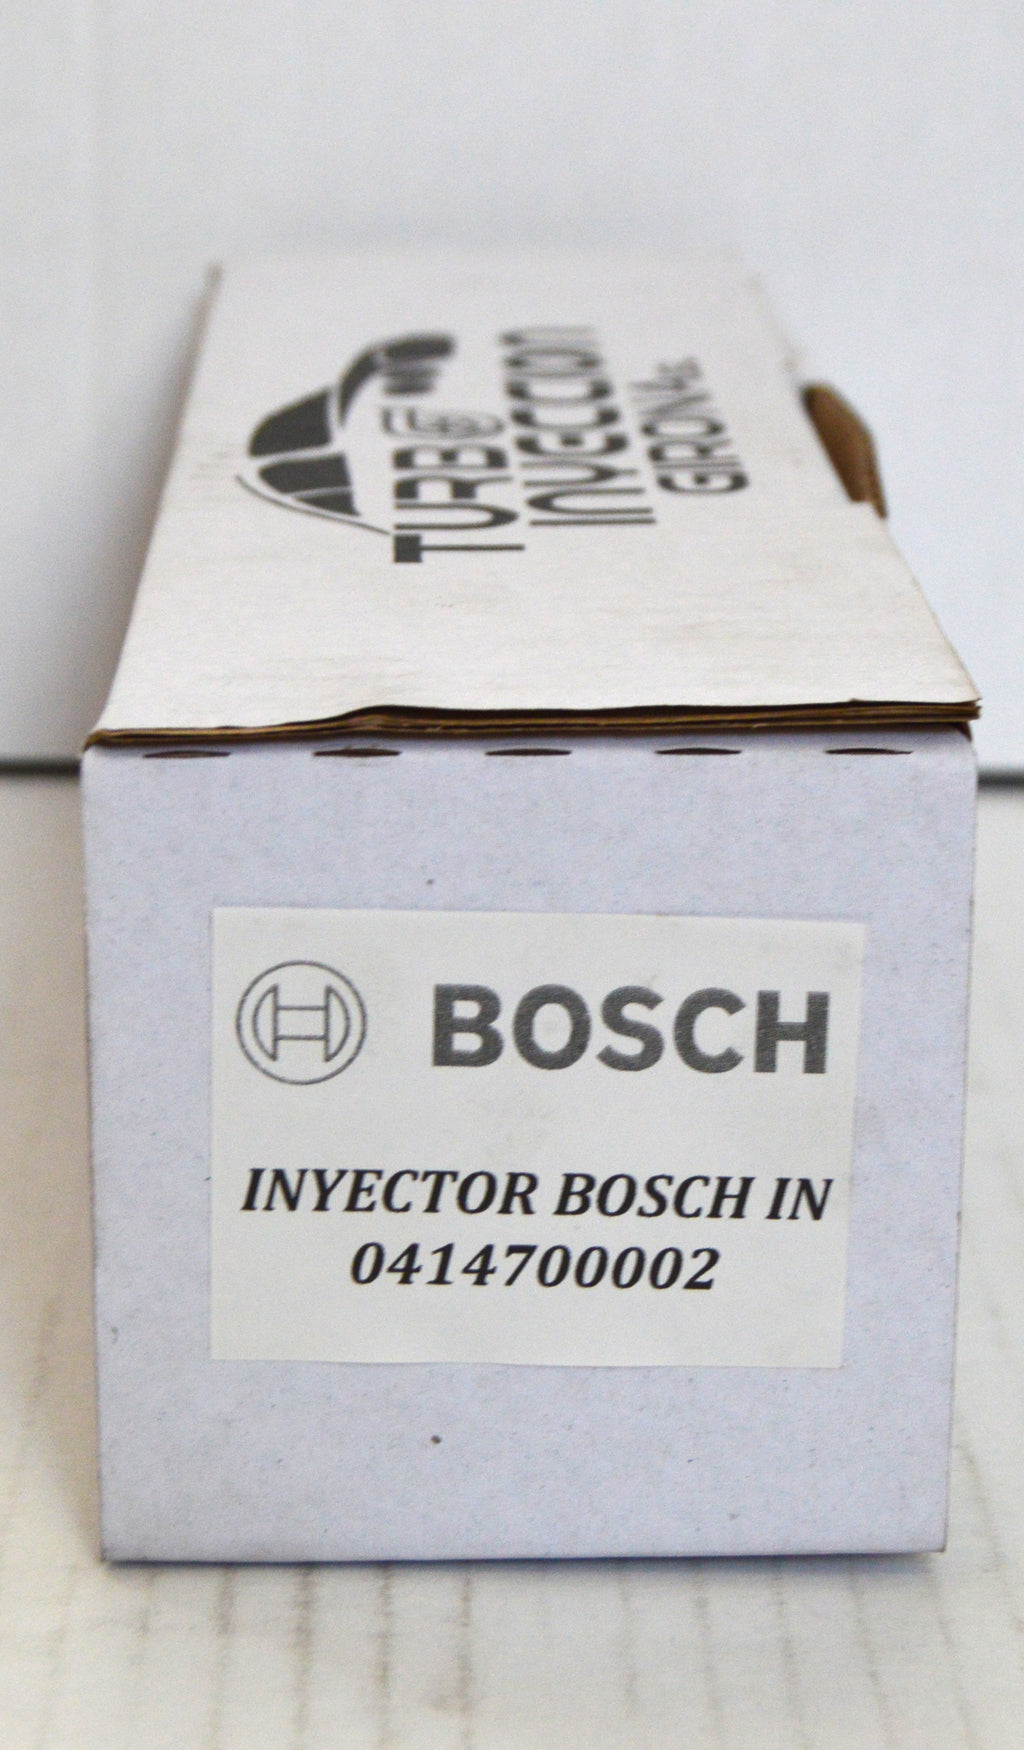 TURBO
INYECCION
GIRONA
BOSCH
INYECTOR BOSCH IN
0414700002